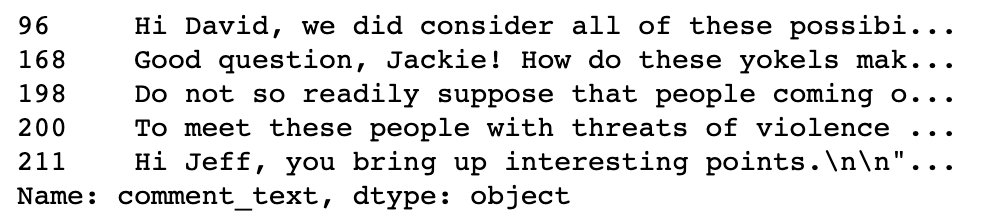 96 Hi David, we did consider all of these possibi...
168 Good question, Jackie! How do these yokels mak...
198 Do not so readily suppose that people coming o...
200 To meet these people with threats of violence ...
211 Hi Jeff, you bring up interesting points.\n\n"...
Name: comment_text, dtype: object